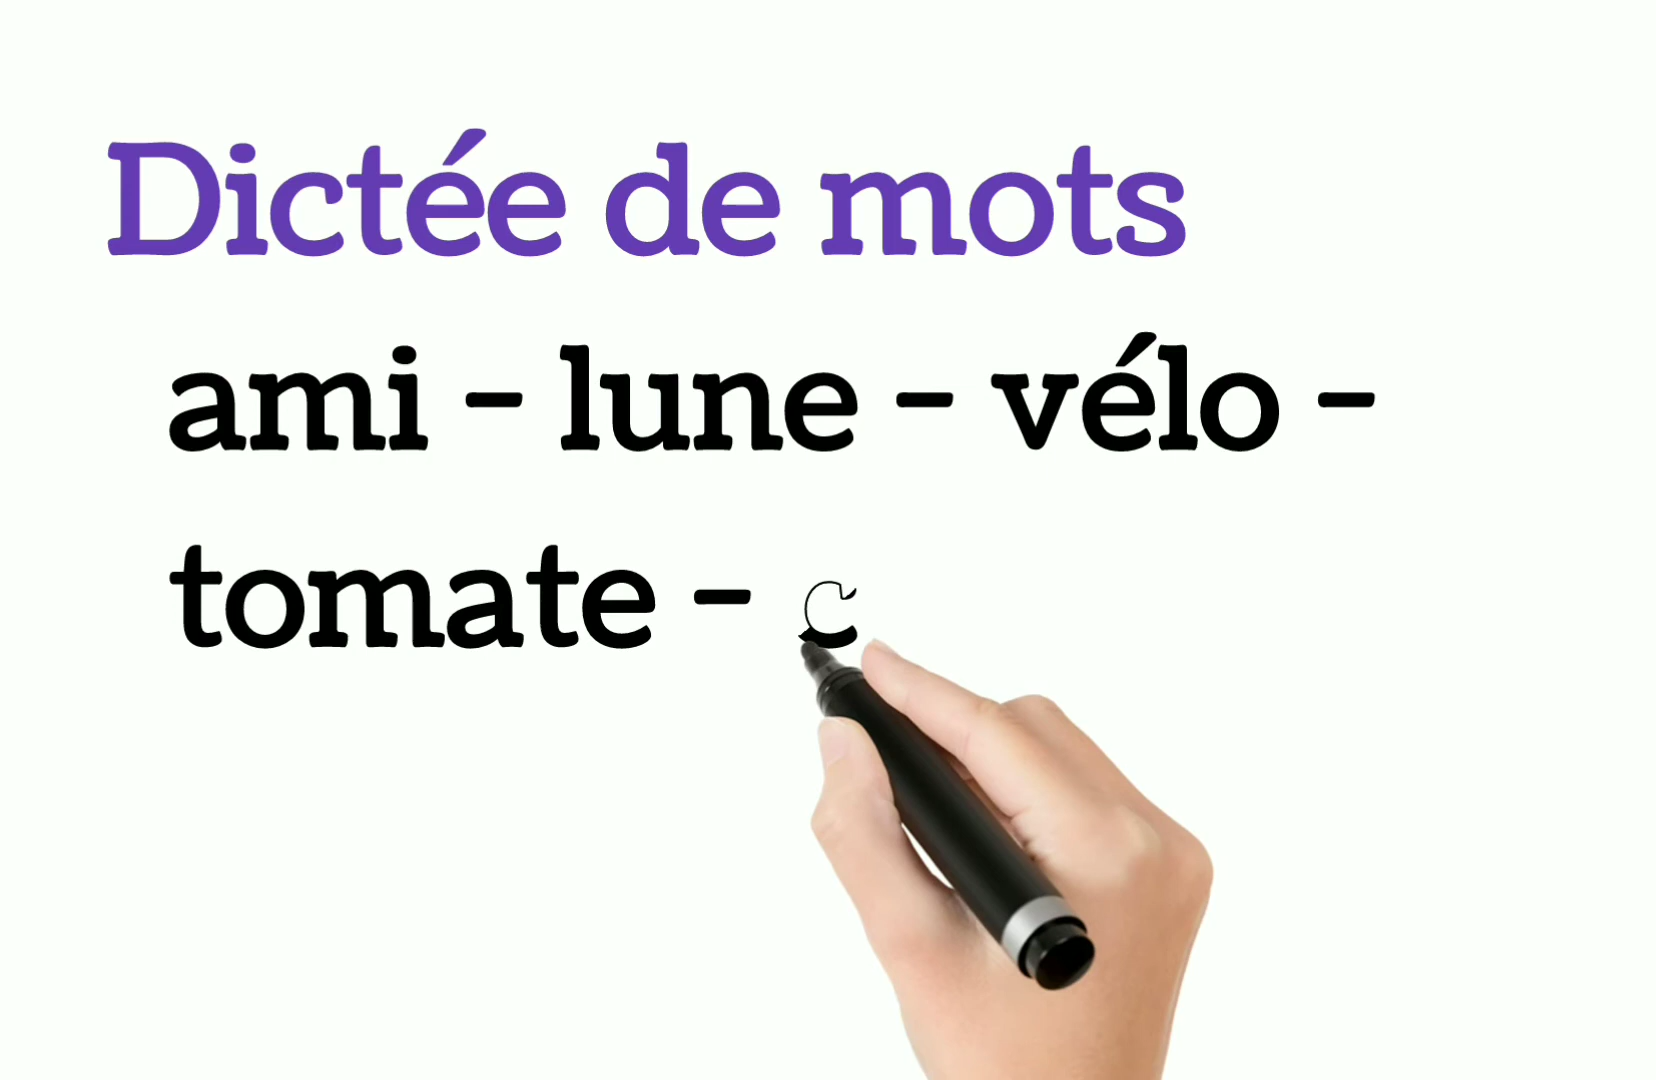 Dictée de mots
ami - lune - vélo -
tomate - c